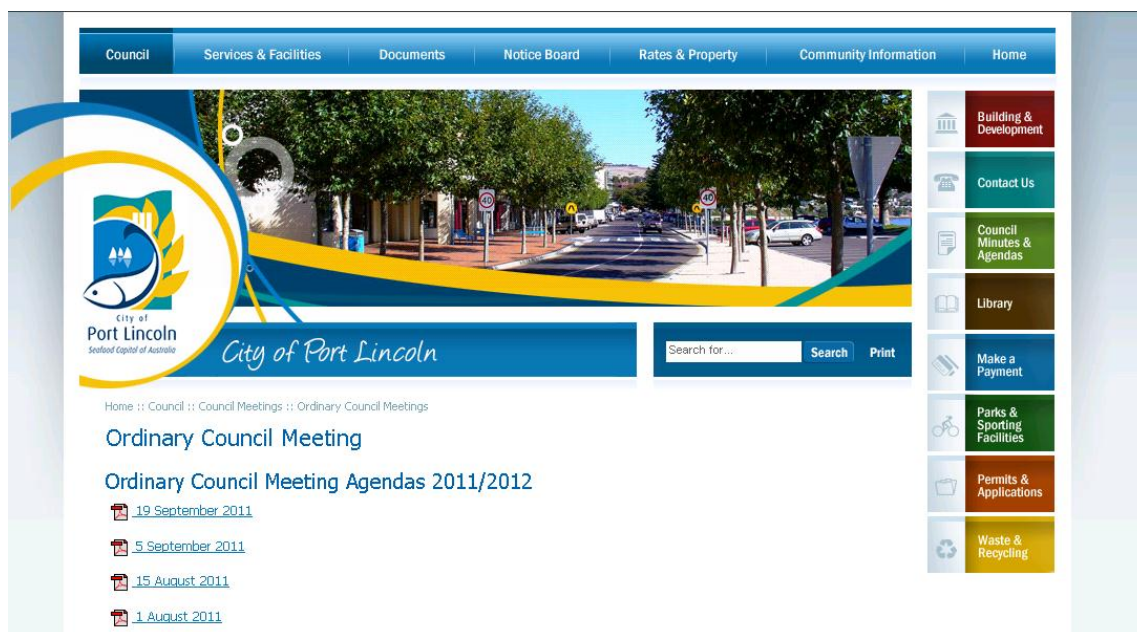 Council Services & Facilities Documents Notice Board Rates & Property Community Information Home
Building &
Development
Contact Us
Council
Minutes &
Agendas
Library
Make a
Payment
Parks &
Sporting
Facilities
Permits &
Applications
Waste &
Recycling
40
40
City of
Port Lincoln
Seafood Capital of Australia
City of Port Lincoln
Search for... Search Print
Home :: Council :: Council Meetings :: Ordinary Council Meetings
Ordinary Council Meeting
Ordinary Council Meeting Agendas 2011/2012
19 September 2011
5 September 2011
15 August 2011
1 August 2011